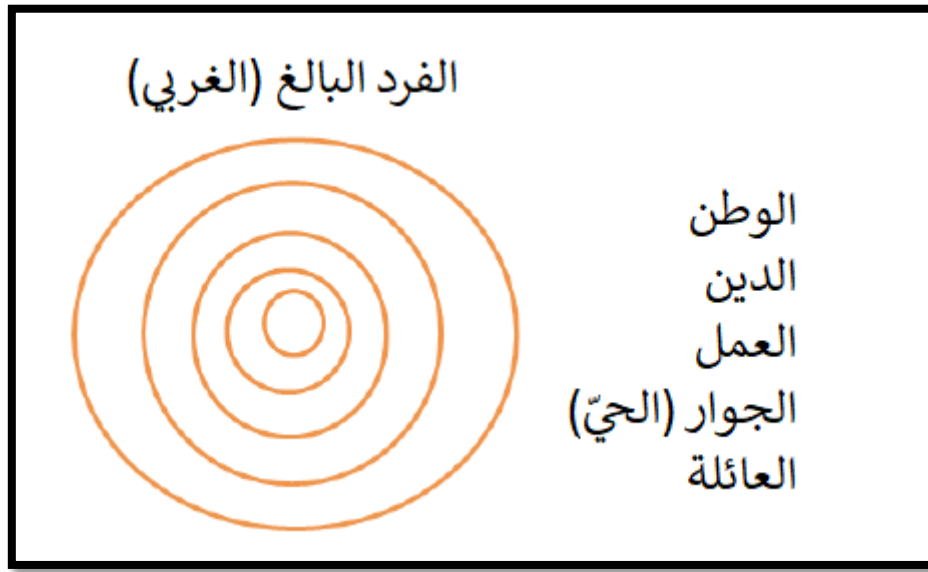 الفرد البالغ (الغربي)
الوطن
الدين
العمل
الجوار (الحيّ)
العائلة